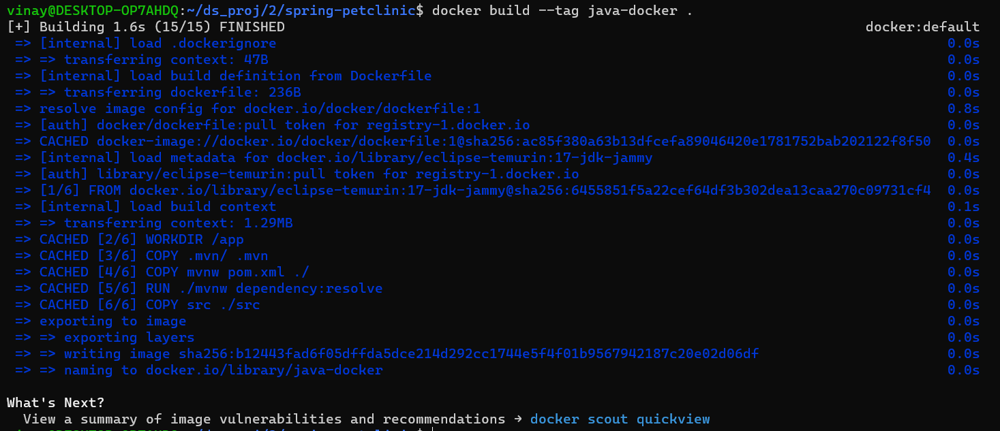 vinay@DESKTOP-OP7AHDQ:~/ds_proj/2/spring-petclinic$ docker build --tag java-docker .
[+] Building 1.6s (15/15) FINISHED docker:default
=> [internal] load .dockerignore 0.0s
=> => transferring context: 47B 0.0s
=> [internal] load build definition from Dockerfile 0.0s
=> => transferring dockerfile: 236B 0.0s
=> resolve image config for docker.io/docker/dockerfile:1 0.8s
=> [auth] docker/dockerfile:pull token for registry-1.docker.io 0.0s
=> CACHED docker-image://docker.io/docker/dockerfile:1@sha256:ac85f380a63b13dfcefa89046420e1781752bab202122f8f50 0.0s
=> [internal] load metadata for docker.io/library/eclipse-temurin:17-jdk-jammy 0.4s
=> [auth] library/eclipse-temurin:pull token for registry-1.docker.io 0.0s
=> [1/6] FROM docker.io/library/eclipse-temurin:17-jdk-jammy@sha256:6455851f5a22cef64df3b302dea13caa270c09731cf4 0.0s
=> [internal] load build context 0.1s
=> => transferring context: 1.29MB 0.0s
=> CACHED [2/6] WORKDIR /app 0.0s
=> CACHED [3/6] COPY .mvn/ .mvn 0.0s
=> CACHED [4/6] COPY mvnw pom.xml ./ 0.0s
=> CACHED [5/6] RUN ./mvnw dependency:resolve 0.0s
=> CACHED [6/6] COPY src ./src 0.0s
=> exporting to image 0.0s
=> => exporting layers 0.0s
=> => writing image sha256:b12443fad6f05dffda5dce214d292cc1744e5f4f01b9567942187c20e02d06df 0.0s
=> => naming to docker.io/library/java-docker 0.0s
What's Next?
View a summary of image vulnerabilities and recommendations → docker scout quickview